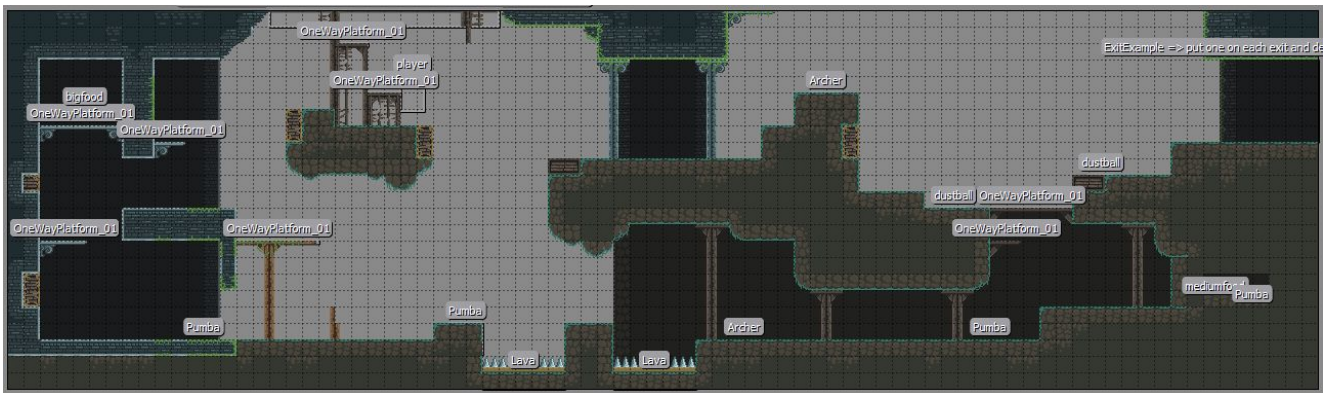 OneWayPlatform_01
ExitExample => put one on each exit and de
player
OneWayPlatform_01
Archer
bigfood
OneWayPlatform_01
OneWayPlatform_01
dustball
dustball
OneWayPlatform_01
OneWayPlatform_01
OneWayPlatform_01
OneWayPlatform_01
Pumba
Pumba
Pumba
Archer
Pumba
Lava
Lava